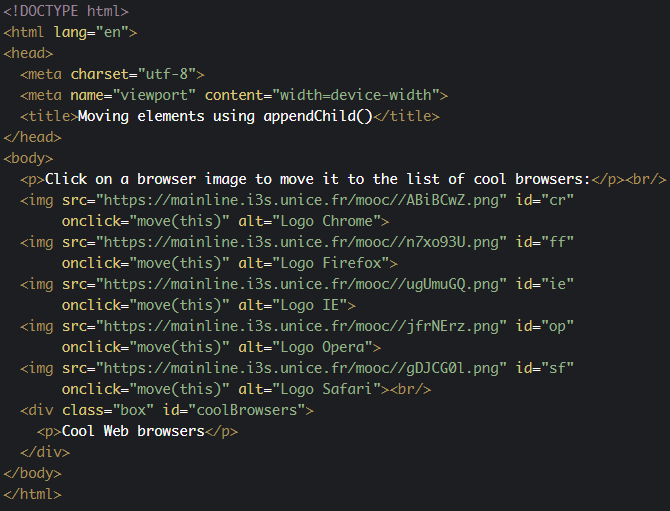 <!DOCTYPE html>
<html lang="en">
<head>
  <meta charset="utf-8">
  <meta name="viewport" content="width=device-width">
  <title>Moving elements using appendChild()</title>
</head>
<body>
  <p>Click on a browser image to move it to the list of cool browsers:</p><br/>
  <img src="https://mainline.i3s.unice.fr/mooc//ABiBCwZ.png" id="cr"
       onclick="move(this)" alt="Logo Chrome">
  <img src="https://mainline.i3s.unice.fr/mooc//n7xo93U.png" id="ff"
       onclick="move(this)" alt="Logo Firefox">
  <img src="https://mainline.i3s.unice.fr/mooc//ugUmuGQ.png" id="ie"
       onclick="move(this)" alt="Logo IE">
  <img src="https://mainline.i3s.unice.fr/mooc//jfrNErz.png" id="op"
       onclick="move(this)" alt="Logo Opera">
  <img src="https://mainline.i3s.unice.fr/mooc//gDJCG0l.png" id="sf"
       onclick="move(this)" alt="Logo Safari"><br/>
  <div class="box" id="coolBrowsers">
    <p>Cool Web browsers</p>
  </div>
</body>
</html>